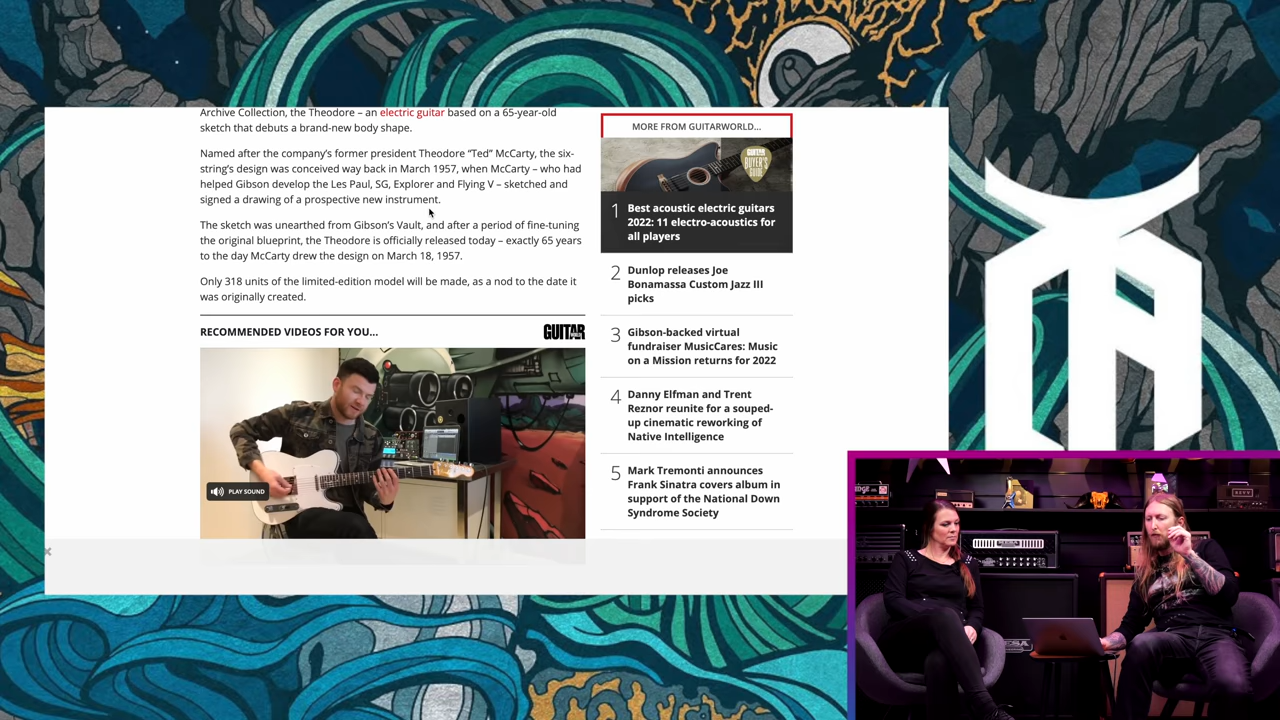 Archive Collection, the Theodore – an electric guitar based on a 65-year-old
sketch that debuts a brand-new body shape.
Named after the company's former president Theodore “Ted” McCarty, the six-
string's design was conceived way back in March 1957, when McCarty – who had
helped Gibson develop the Les Paul, SG, Explorer and Flying V – sketched and
signed a drawing of a prospective new instrument.
The sketch was unearthed from Gibson's Vault, and after a period of fine-tuning
the original blueprint, the Theodore is officially released today – exactly 65 years
to the day McCarty drew the design on March 18, 1957.
Only 318 units of the limited-edition model will be made, as a nod to the date it
was originally created.
RECOMMENDED VIDEOS FOR YOU...
GUITAR
PLAY SOUND
MORE FROM GUITARWORLD...
GUITAR
BUYER'S
GUIDE
1
Best acoustic electric guitars
2022: 11 electro-acoustics for
all players
2
Dunlop releases Joe
Bonamassa Custom Jazz III
picks
3
Gibson-backed virtual
fundraiser MusicCares: Music
on a Mission returns for 2022
4
Danny Elfman and Trent
Reznor reunite for a souped-
up cinematic reworking of
Native Intelligence
5
Mark Tremonti announces
Frank Sinatra covers album in
support of the National Down
Syndrome Society